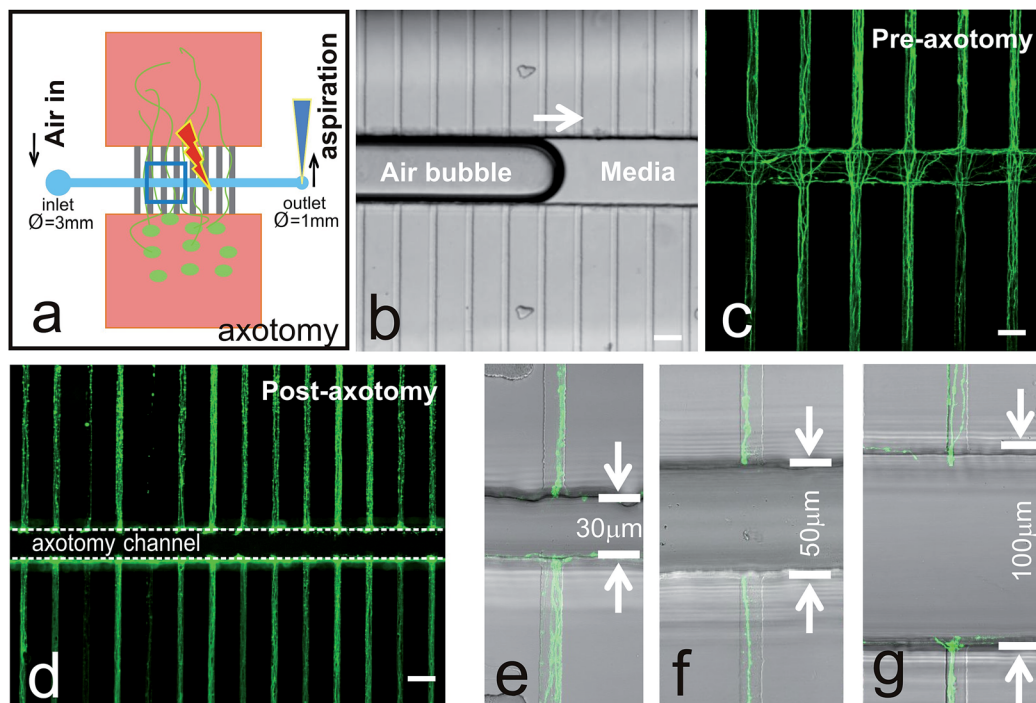 Air in
aspiration
inlet
Ø=3mm
outlet
Ø=1mm
a
axotomy
Air bubble
Media
b
Pre-axotomy
c
Post-axotomy
axotomy channel
d
30μm
e
50μm
f
100μm
g